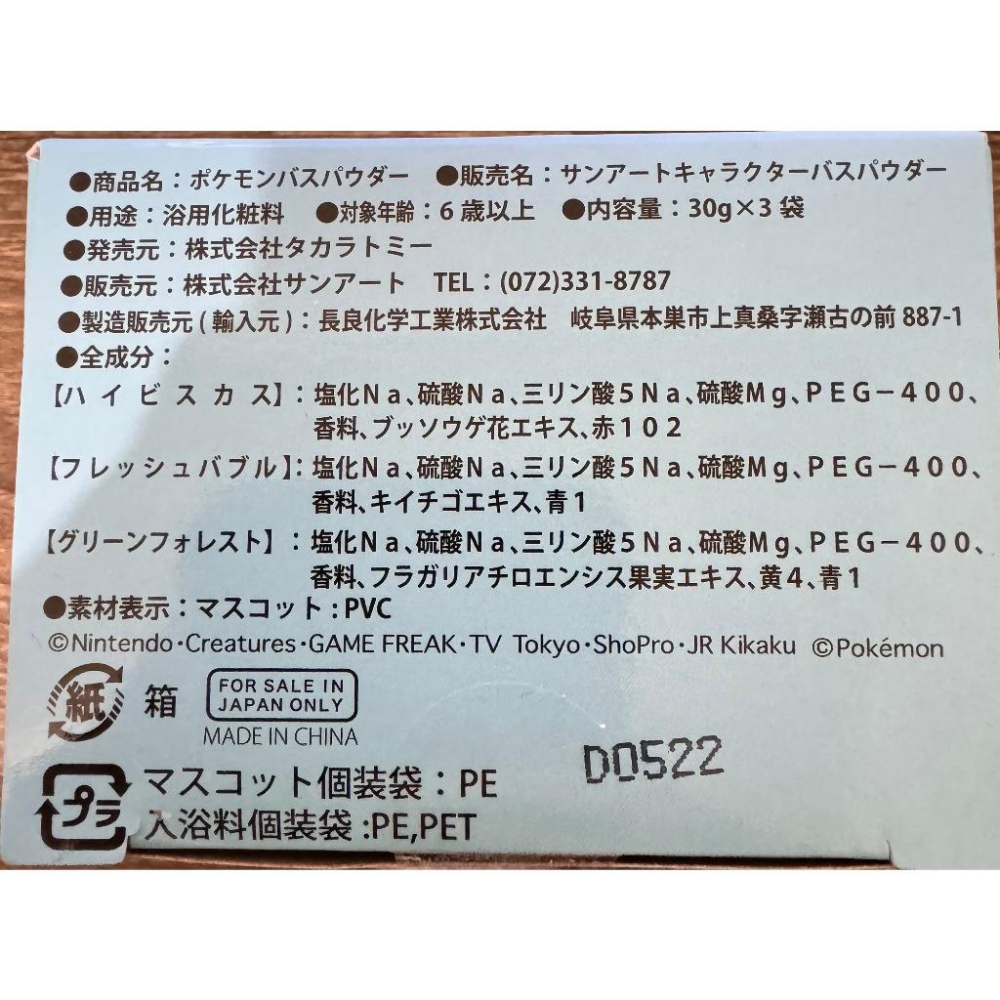 ●商品名：ポケモンバスパウダー　●販売名：サンアートキャラクターバスパウダー
●用途：浴用化粧料　●対象年齢：6歳以上　●内容量：30g×3袋
●発売元：株式会社タカラトミー
●販売元：株式会社サンアート　TEL：(072)331-8787
●製造販売元(輸入元)：長良化学工業株式会社　岐阜県本巣市上真桑字瀬古の前887-1
●全成分：
【ハイビスカス】：塩化Ｎａ、硫酸Ｎａ、三リン酸５Ｎａ、硫酸Ｍｇ、ＰＥＧ－４００、
香料、ブッソウゲ花エキス、赤１０２
【フレッシュバブル】：塩化Ｎａ、硫酸Ｎａ、三リン酸５Ｎａ、硫酸Ｍｇ、ＰＥＧ－４００、
香料、キイチゴエキス、青１
【グリーンフォレスト】：塩化Ｎａ、硫酸Ｎａ、三リン酸５Ｎａ、硫酸Ｍｇ、ＰＥＧ－４００、
香料、フラガリアチロエンシス果実エキス、黄４、青１
●素材表示：マスコット：PVC
©Nintendo・Creatures・GAME FREAK・TV Tokyo・ShoPro・JR Kikaku ©Pokémon
紙 箱
FOR SALE IN
JAPAN ONLY
MADE IN CHINA
D0522
プラ
マスコット個装袋：PE
入浴料個装袋：PE,PET